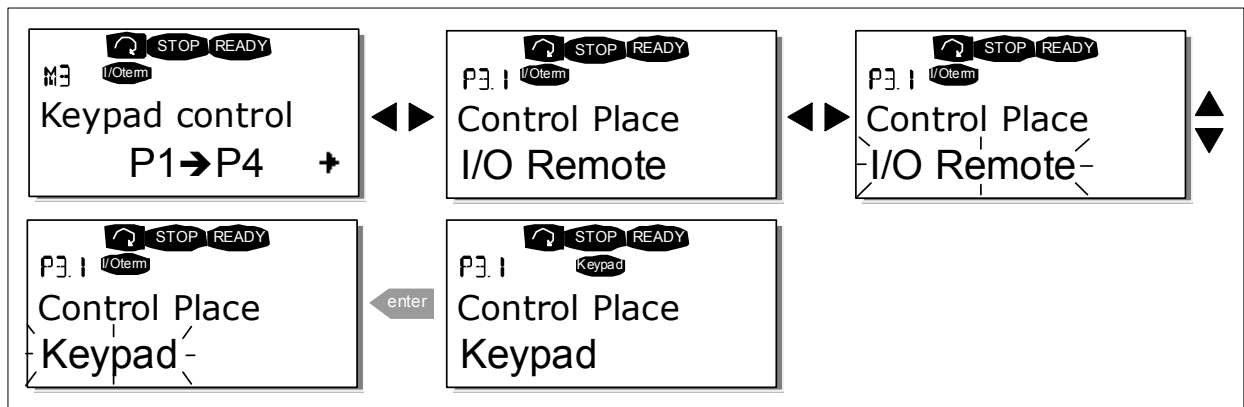 STOP READY
M3 I/Oterm
Keypad control
P1➔P4
STOP READY
P3.1 I/Oterm
Control Place
I/O Remote
STOP READY
P3.1 I/Oterm
Control Place
I/O Remote
STOP READY
P3.1 I/Oterm
Control Place
Keypad
enter
STOP READY
P3.1 Keypad
Control Place
Keypad